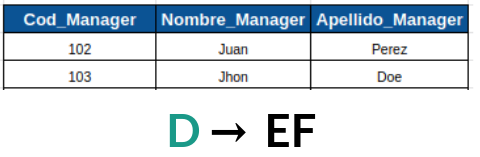 Cod_Manager Nombre_Manager Apellido_Manager
102 Juan Perez
103 Jhon Doe
D → EF